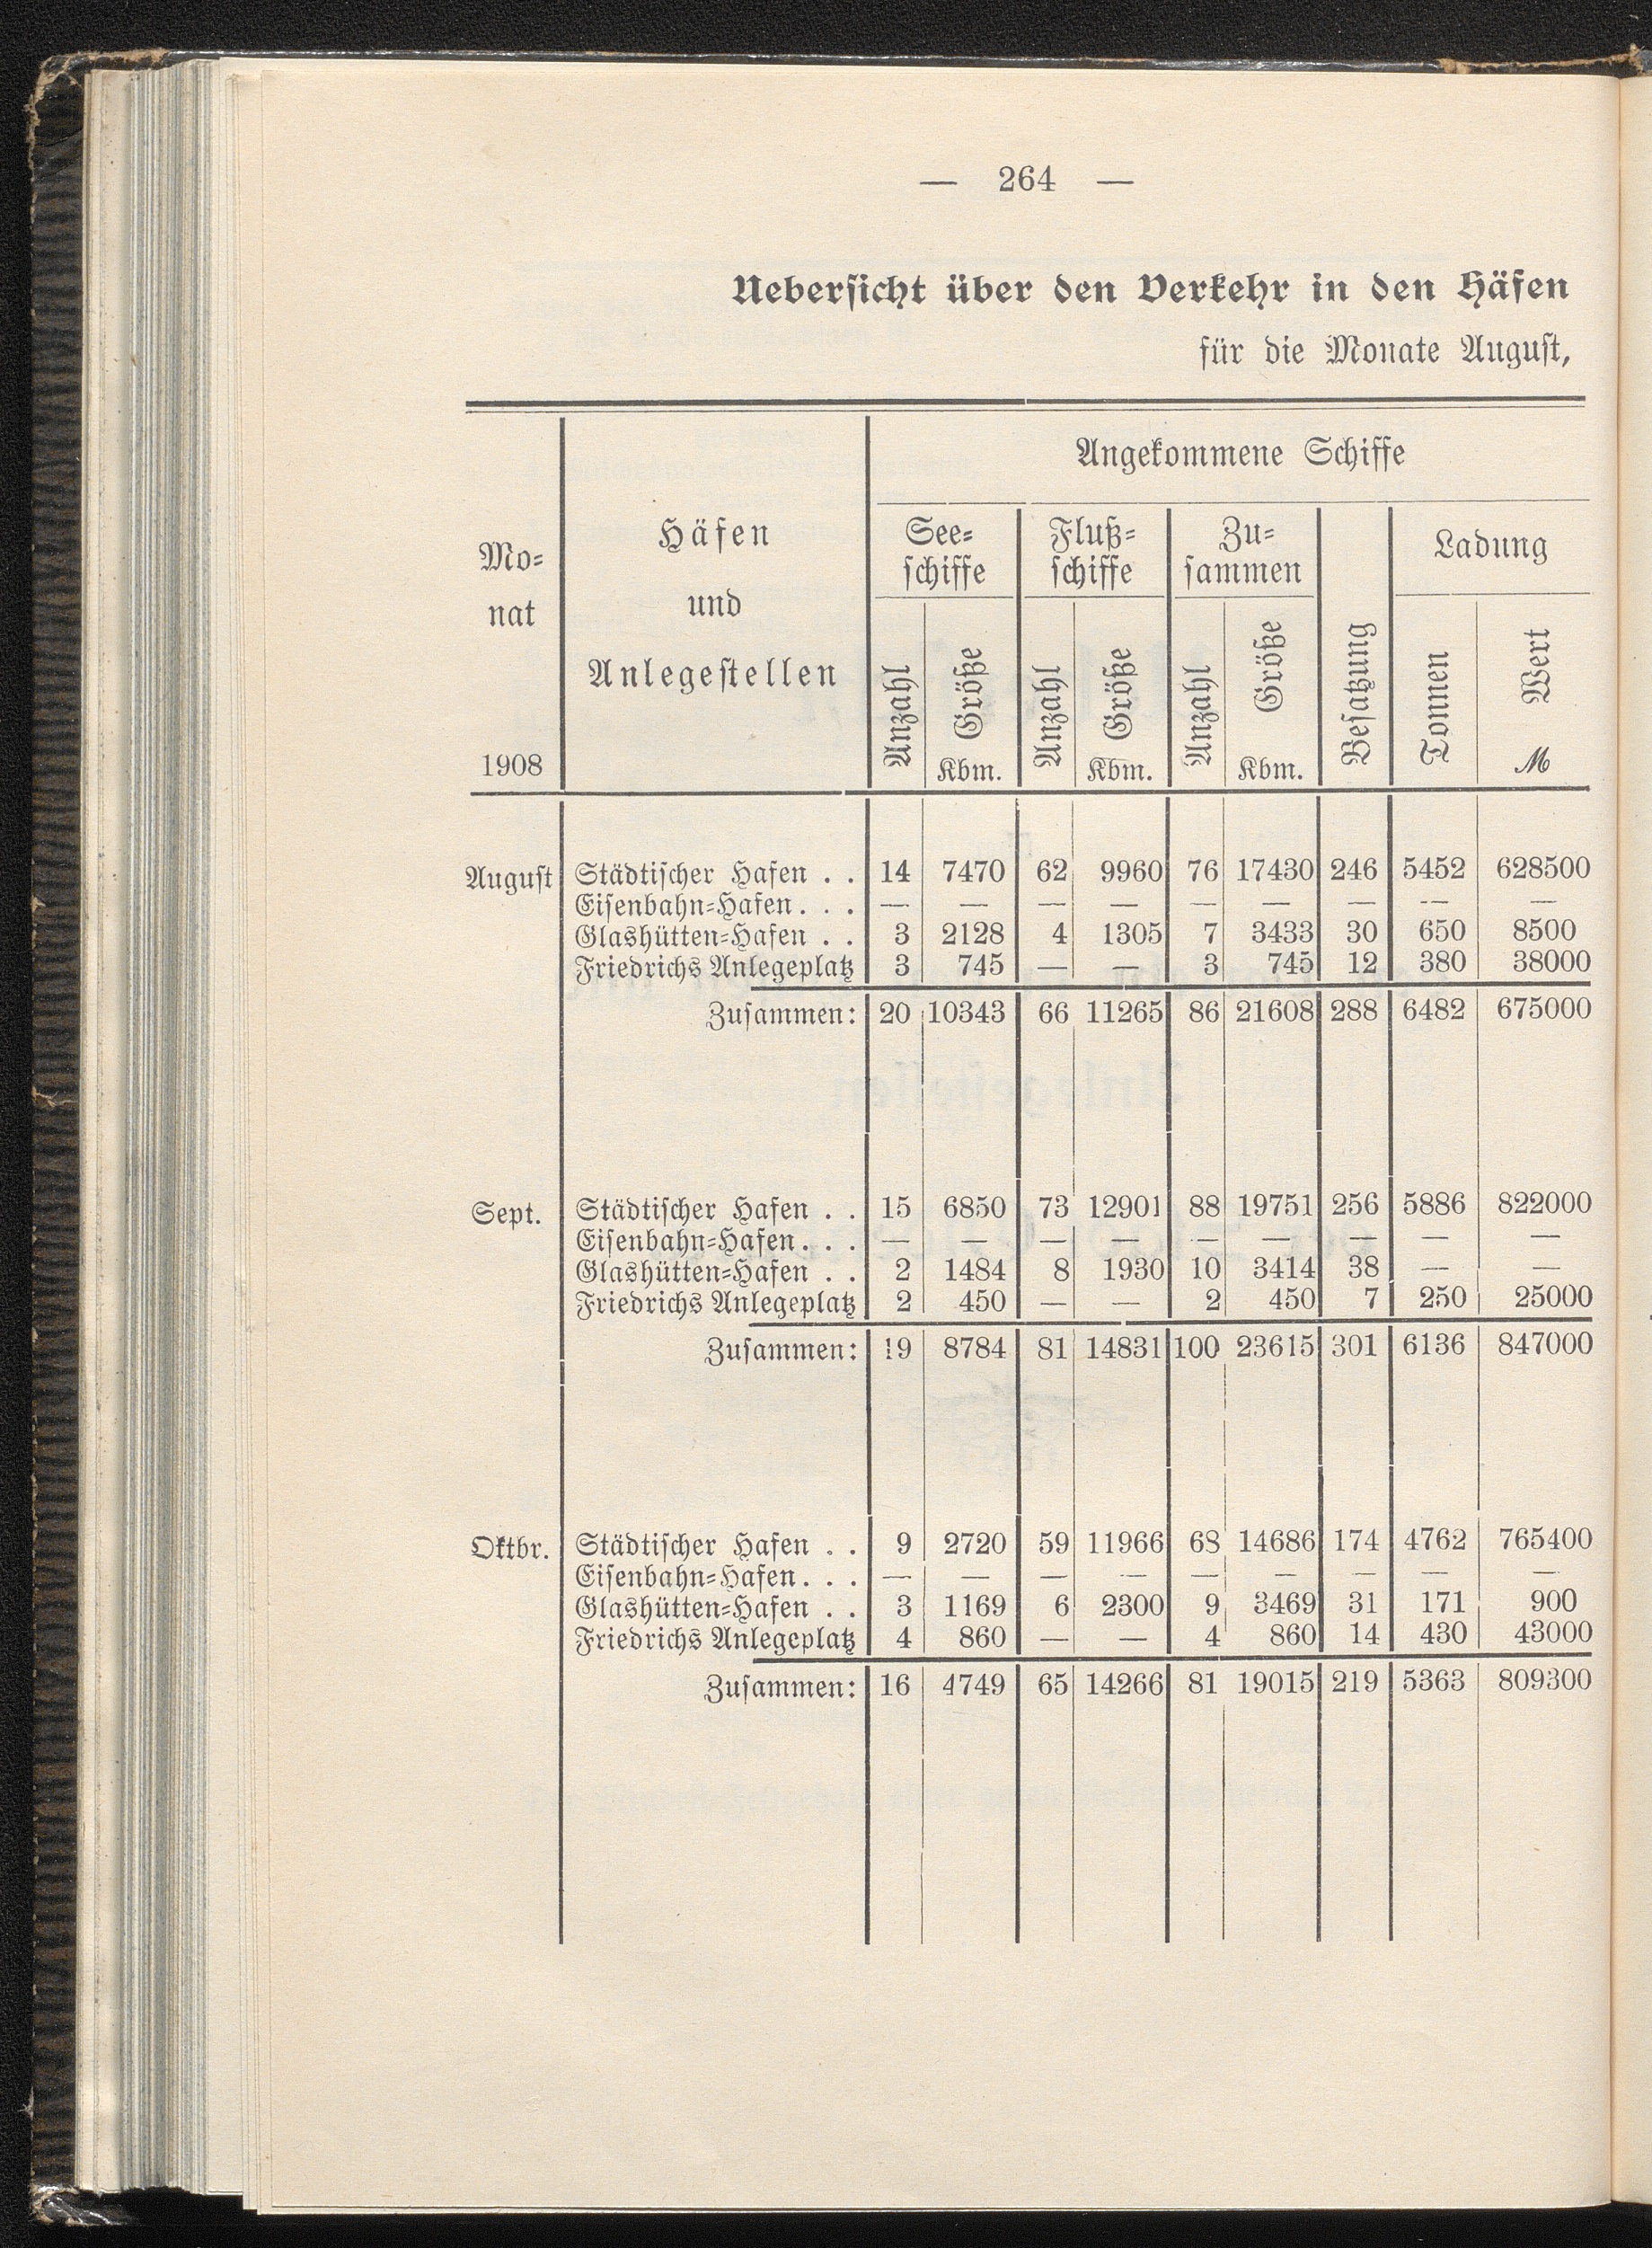 — 264 —
Uebersicht über den Verkehr in den Häfen
für die Monate August,
Mo-
nat
1908
Häfen
und
Anlegestellen
Angekommene Schiffe
See-
schiffe
Fluß-
schiffe
Zu-
sammen
Besatzung
Ladung
Anzahl
Größe
Kbm.
Anzahl
Größe
Kbm.
Anzahl
Größe
Kbm.
Tonnen
Wert
M
August Städtischer Hafen . . 14 7470 62 9960 76 17430 246 5452 628500
Eisenbahn-Hafen. . . — — — — — — — — —
Glashütten-Hafen . . 3 2128 4 1305 7 3433 30 650 8500
Friedrichs Anlegeplatz 3 745 — — 3 745 12 380 38000
Zusammen: 20 10343 66 11265 86 21608 288 6482 675000
Sept. Städtischer Hafen . . 15 6850 73 12901 88 19751 256 5886 822000
Eisenbahn-Hafen. . . — — — — — — — — —
Glashütten-Hafen . . 2 1484 8 1930 10 3414 38 — —
Friedrichs Anlegeplatz 2 450 — — 2 450 7 250 25000
Zusammen: 19 8784 81 14831 100 23615 301 6136 847000
Oktbr. Städtischer Hafen . . 9 2720 59 11966 68 14686 174 4762 765400
Eisenbahn-Hafen. . . — — — — — — — — —
Glashütten-Hafen . . 3 1169 6 2300 9 3469 31 171 900
Friedrichs Anlegeplatz 4 860 — — 4 860 14 430 43000
Zusammen: 16 4749 65 14266 81 19015 219 5363 809300